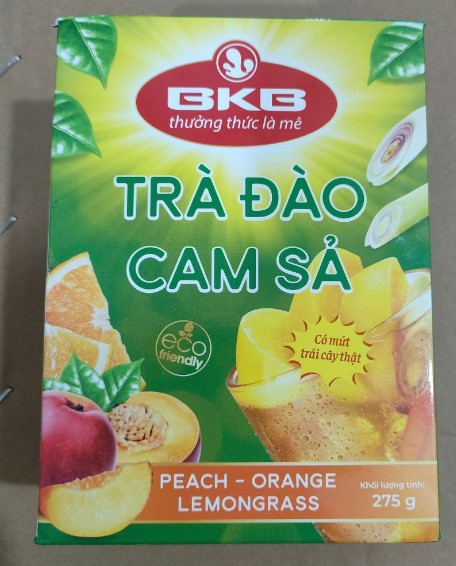 BKB
thưởng thức là mê
TRÀ ĐÀO
CAM SẢ
eco
friendly
Có mứt
trái cây thật
PEACH - ORANGE
LEMONGRASS
Khối lượng tịnh:
275 g